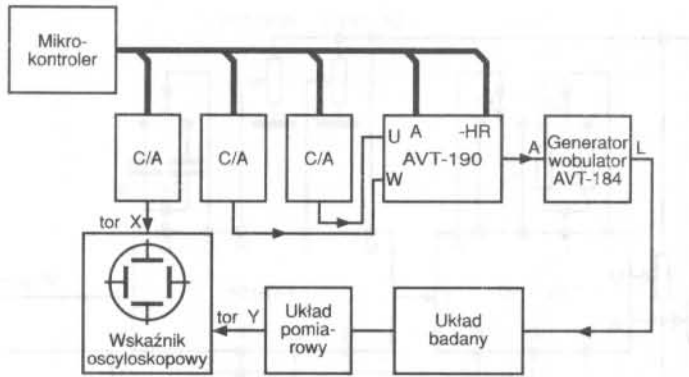 Mikro-
kontroler
C/A
C/A
C/A
U A -HR
AVT-190
W
A
Generator
wobulator
AVT-184
L
tor X
Wskaźnik
oscyloskopowy
tor Y
Układ
pomia-
rowy
Układ
badany